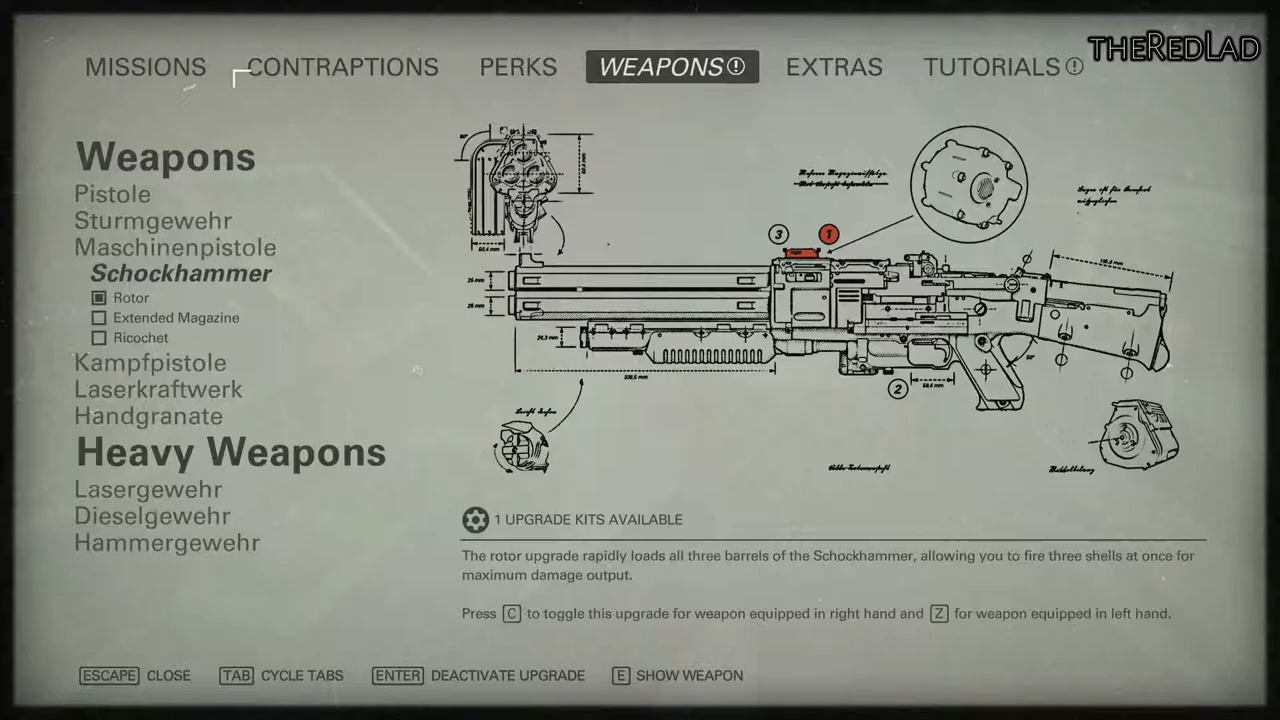 THEREDLAD
MISSIONS CONTRAPTIONS PERKS WEAPONS EXTRAS TUTORIALS
Weapons
Pistole
Sturmgewehr
Maschinenpistole
Schockhammer
Rotor
Extended Magazine
Ricochet
Kampfpistole
Laserkraftwerk
Handgranate
Heavy Weapons
Lasergewehr
Dieselgewehr
Hammergewehr
3 1
25 mm
25 mm
2
1 UPGRADE KITS AVAILABLE
The rotor upgrade rapidly loads all three barrels of the Schockhammer, allowing you to fire three shells at once for
maximum damage output.
Press C to toggle this upgrade for weapon equipped in right hand and Z for weapon equipped in left hand.
ESCAPE CLOSE TAB CYCLE TABS ENTER DEACTIVATE UPGRADE E SHOW WEAPON